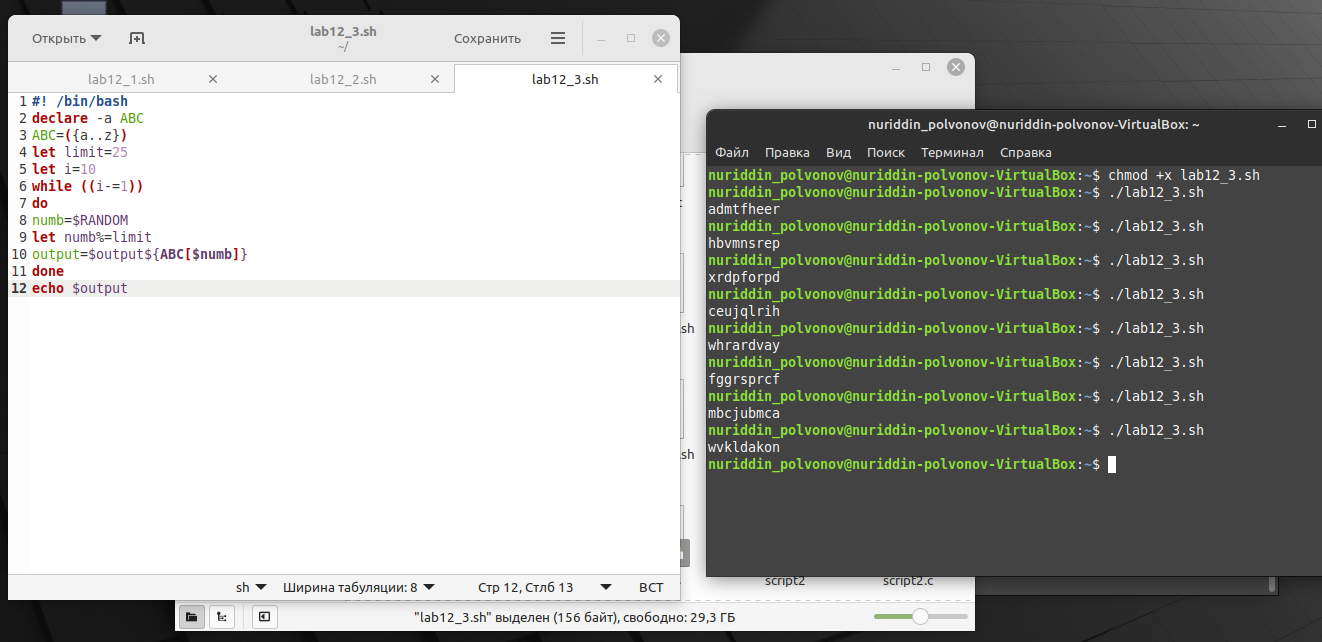 Открыть
lab12_3.sh
~/
Сохранить
lab12_1.sh
lab12_2.sh
lab12_3.sh
1 #! /bin/bash
2 declare -a ABC
3 ABC=({a..z})
4 let limit=25
5 let i=10
6 while ((i-=1))
7 do
8 numb=$RANDOM
9 let numb%=limit
10 output=$output${ABC[$numb]}
11 done
12 echo $output
sh
Ширина табуляции: 8
Стр 12, Стлб 13
ВСТ
.sh
.sh
script2
script2.c
"lab12_3.sh" выделен (156 байт), свободно: 29,3 ГБ
nuriddin_polvonov@nuriddin-polvonov-VirtualBox: ~
Файл Правка Вид Поиск Терминал Справка
nuriddin_polvonov@nuriddin-polvonov-VirtualBox:~$ chmod +x lab12_3.sh
nuriddin_polvonov@nuriddin-polvonov-VirtualBox:~$ ./lab12_3.sh
admtfheer
nuriddin_polvonov@nuriddin-polvonov-VirtualBox:~$ ./lab12_3.sh
hbvmnsrep
nuriddin_polvonov@nuriddin-polvonov-VirtualBox:~$ ./lab12_3.sh
xrdpforpd
nuriddin_polvonov@nuriddin-polvonov-VirtualBox:~$ ./lab12_3.sh
ceujqlrih
nuriddin_polvonov@nuriddin-polvonov-VirtualBox:~$ ./lab12_3.sh
whrardvay
nuriddin_polvonov@nuriddin-polvonov-VirtualBox:~$ ./lab12_3.sh
fggrsprcf
nuriddin_polvonov@nuriddin-polvonov-VirtualBox:~$ ./lab12_3.sh
mbcjubmca
nuriddin_polvonov@nuriddin-polvonov-VirtualBox:~$ ./lab12_3.sh
wvkldakon
nuriddin_polvonov@nuriddin-polvonov-VirtualBox:~$